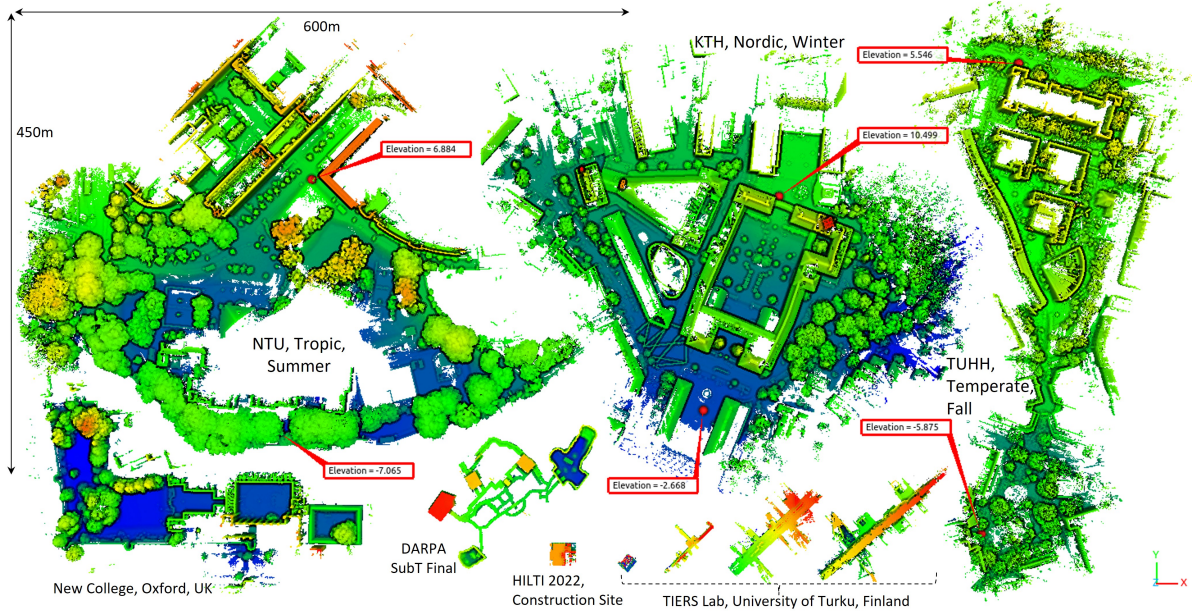 600m
KTH, Nordic, Winter
Elevation = 5.546
450m
Elevation = 6.884
Elevation = 10.499
NTU, Tropic,
Summer
TUHH,
Temperate,
Fall
Elevation = -5.875
Elevation = -7.065
Elevation = -2.668
DARPA
SubT Final
New College, Oxford, UK
HILTI 2022,
Construction Site
TIERS Lab, University of Turku, Finland
Y
Z
X